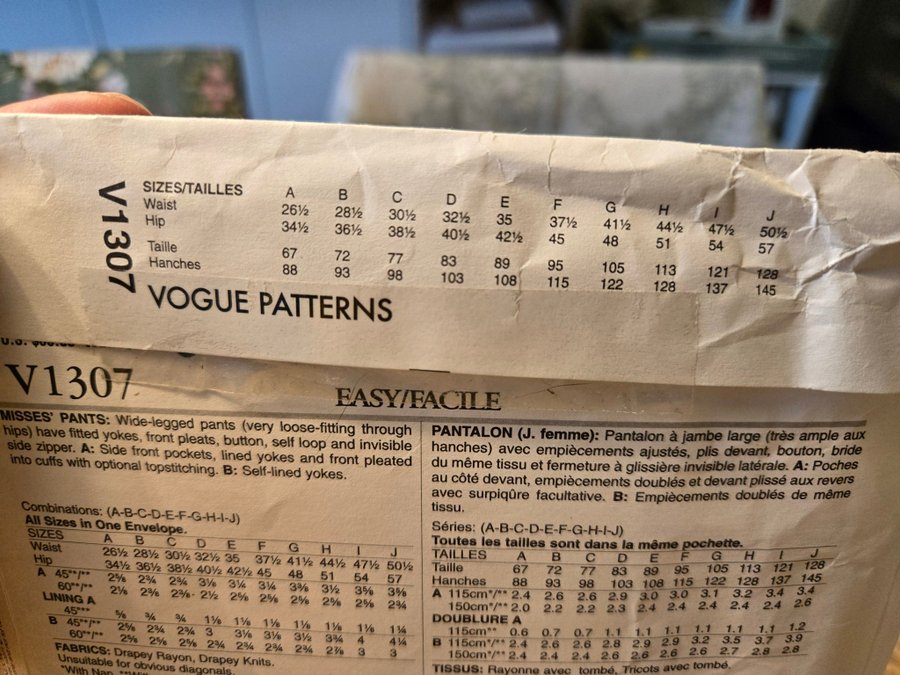 V1307
SIZES/TAILLES A B C D E F G H I J
Waist 26½ 28½ 30½ 32½ 35 37½ 41½ 44½ 47½ 50½
Hip 34½ 36½ 38½ 40½ 42½ 45 48 51 54 57
Taille 67 72 77 83 89 95 105 113 121 128
Hanches 88 93 98 103 108 115 122 128 137 145
VOGUE PATTERNS
V1307
EASY/FACILE
MISSES' PANTS: Wide-legged pants (very loose-fitting through
hips) have fitted yokes, front pleats, button, self loop and invisible
side zipper. A: Side front pockets, lined yokes and front pleated
into cuffs with optional topstitching. B: Self-lined yokes.
Combinations: (A-B-C-D-E-F-G-H-I-J)
All Sizes in One Envelope.
SIZES A B C D E F G H I J
Waist 26½ 28½ 30½ 32½ 35 37½ 41½ 44½ 47½ 50½
Hip 34½ 36½ 38½ 40½ 42½ 45 48 51 54 57
A 45"*/**
60"*/**
LINING A
45"**
B 45"*/**
60"*/**
FABRICS: Drapey Rayon, Drapey Knits.
Unsuitable for obvious diagonals.
*With Nap.
PANTALON (J. femme): Pantalon à jambe large (très ample aux
hanches) avec empiècements ajustés, plis devant, bouton, bride
du même tissu et fermeture à glissière invisible latérale. A: Poches
au côté devant, empiècements doublés et devant plissé aux revers
avec surpiqûre facultative. B: Empiècements doublés de même
tissu.
Séries: (A-B-C-D-E-F-G-H-I-J)
Toutes les tailles sont dans la même pochette.
TAILLES A B C D E F G H I J
Taille 67 72 77 83 89 95 105 113 121 128
Hanches 88 93 98 103 108 115 122 128 137 145
A 115cm*/** 2.4 2.6 2.6 2.9 3.0 3.0 3.1 3.2 3.4 3.4
150cm*/** 2.0 2.2 2.2 2.3 2.4 2.4 2.4 2.4 2.4 2.6
DOUBLURE A
115cm** 0.6 0.7 0.7 1.1 1.1 1.1 1.1 1.1 1.1 1.2
B 115cm*/** 2.4 2.6 2.6 2.8 2.9 2.9 3.2 3.5 3.7 3.9
150cm*/** 2.4 2.4 2.4 2.6 2.6 2.6 2.6 2.7 2.8 2.8
TISSUS: Rayonne avec tombé, Tricots avec tombé.